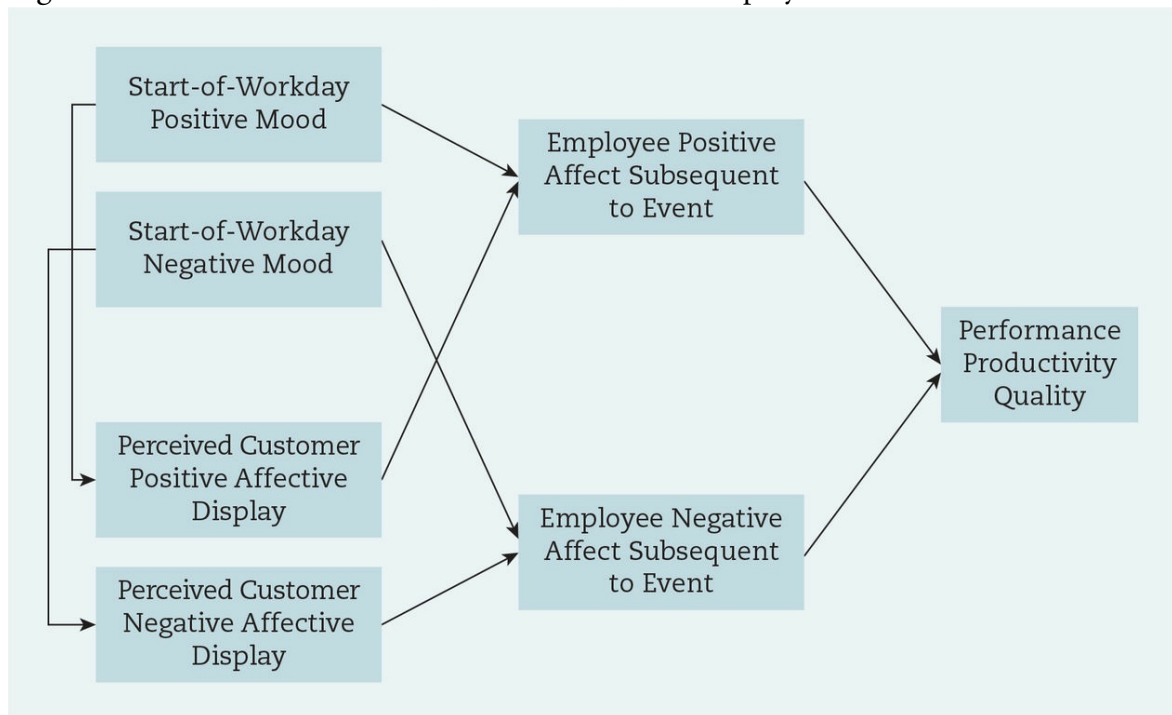 Start-of-Workday
Positive Mood
Start-of-Workday
Negative Mood
Perceived Customer
Positive Affective
Display
Perceived Customer
Negative Affective
Display
Employee Positive
Affect Subsequent
to Event
Employee Negative
Affect Subsequent
to Event
Performance
Productivity
Quality